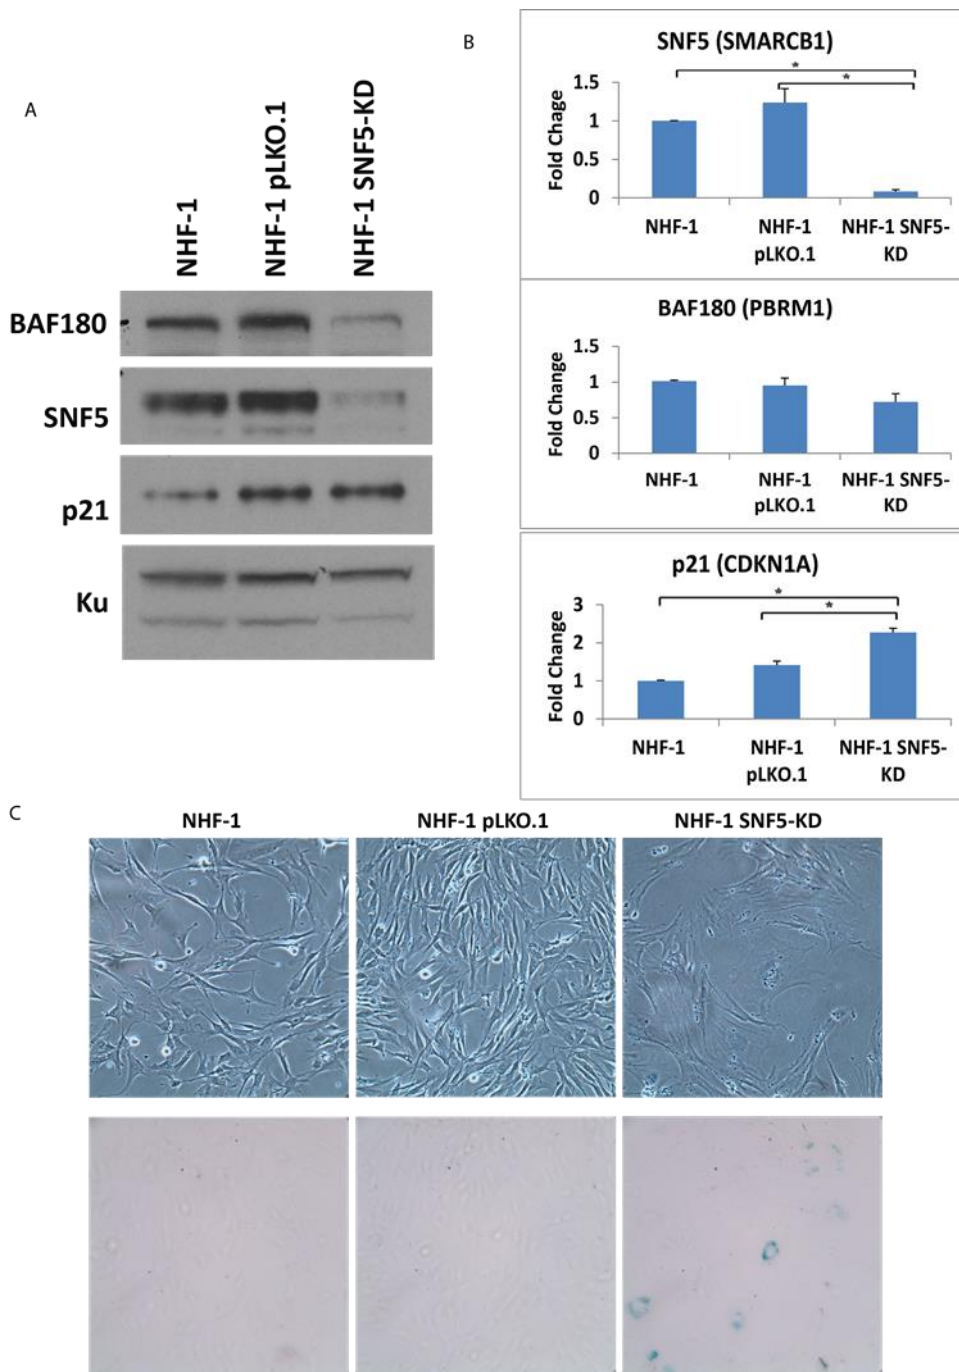 A
NHF-1
NHF-1 pLKO.1
NHF-1 SNF5-KD
BAF180
SNF5
p21
Ku
B
SNF5 (SMARCB1)
*
*
Fold Chage
1.5
1
0.5
0
NHF-1
NHF-1
pLKO.1
NHF-1 SNF5-
KD
BAF180 (PBRM1)
Fold Change
1.5
1
0.5
0
NHF-1
NHF-1
pLKO.1
NHF-1 SNF5-
KD
p21 (CDKN1A)
*
*
Fold Change
3
2
1
0
NHF-1
NHF-1
pLKO.1
NHF-1 SNF5-
KD
C
NHF-1
NHF-1 pLKO.1
NHF-1 SNF5-KD